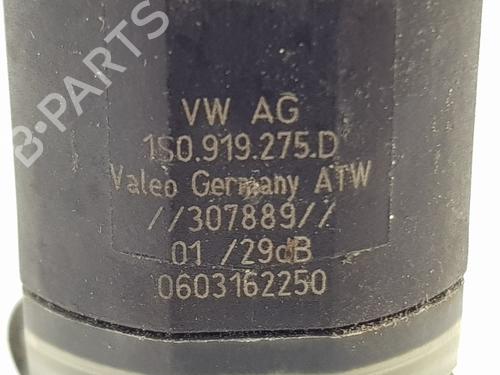 B-PARTS
VW AG
1S0.919.275.D
Valeo Germany ATW
//307889//
01 /29dB
0603162250